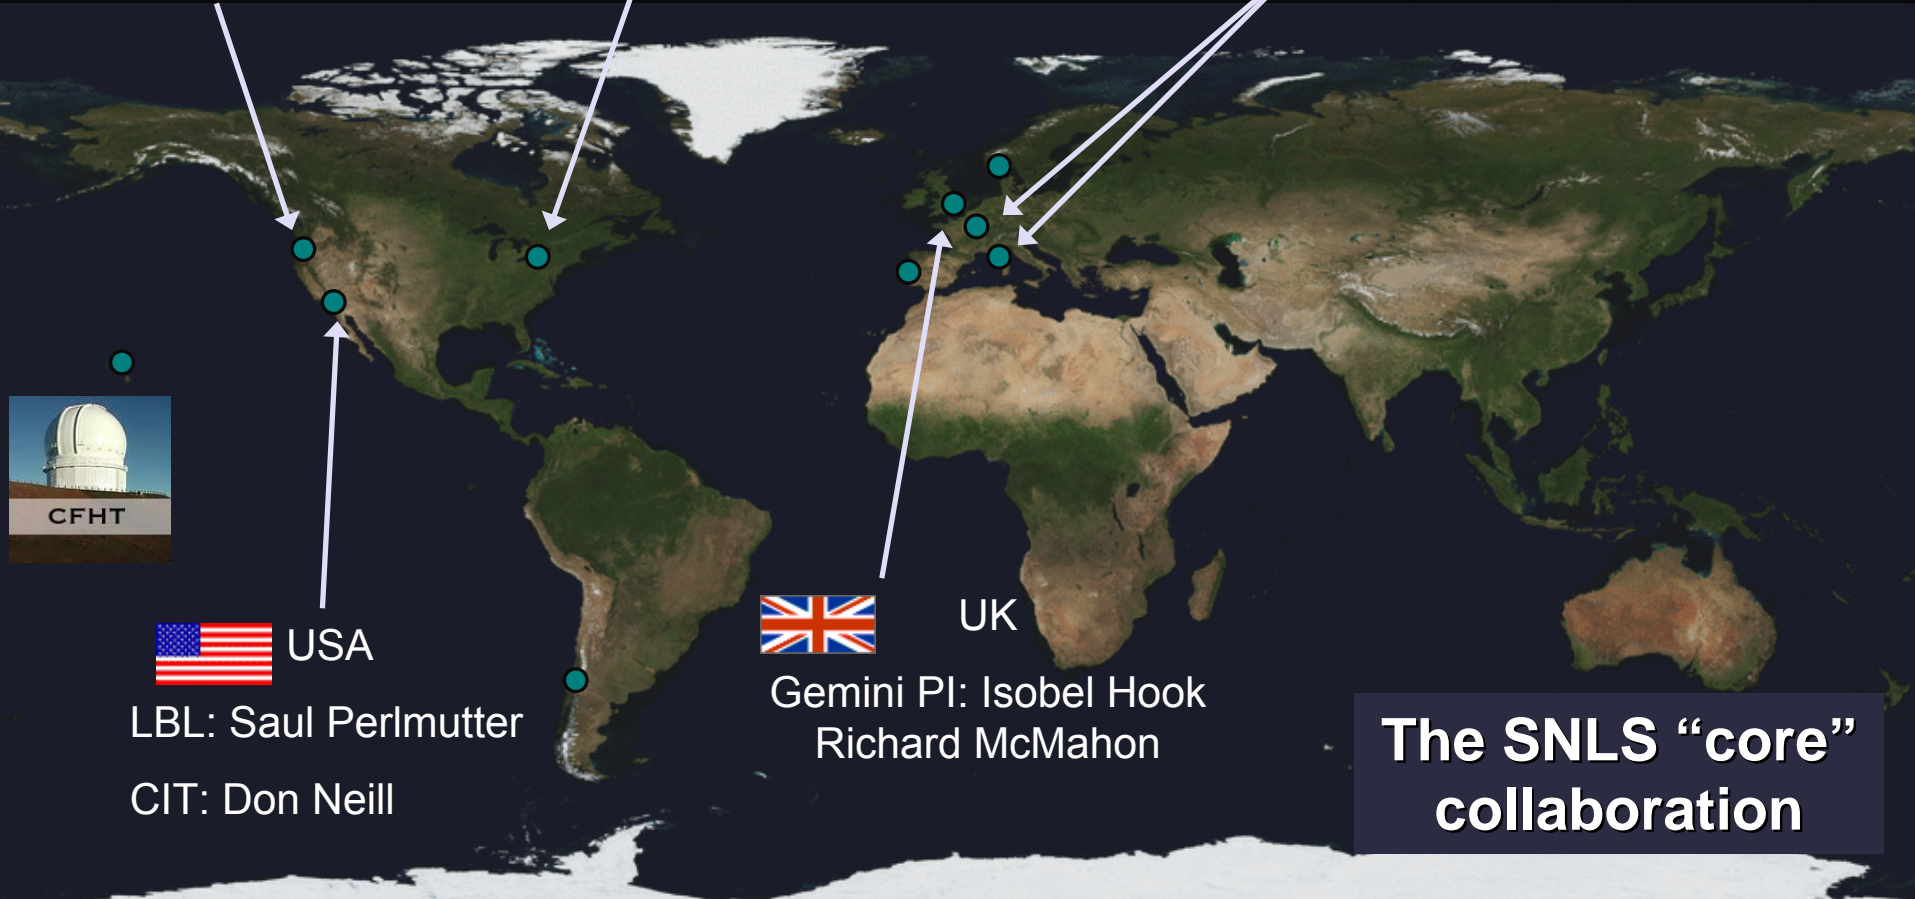 CFHT
USA
LBL: Saul Perlmutter
CIT: Don Neill
UK
Gemini PI: Isobel Hook
Richard McMahon
The SNLS “core”
collaboration